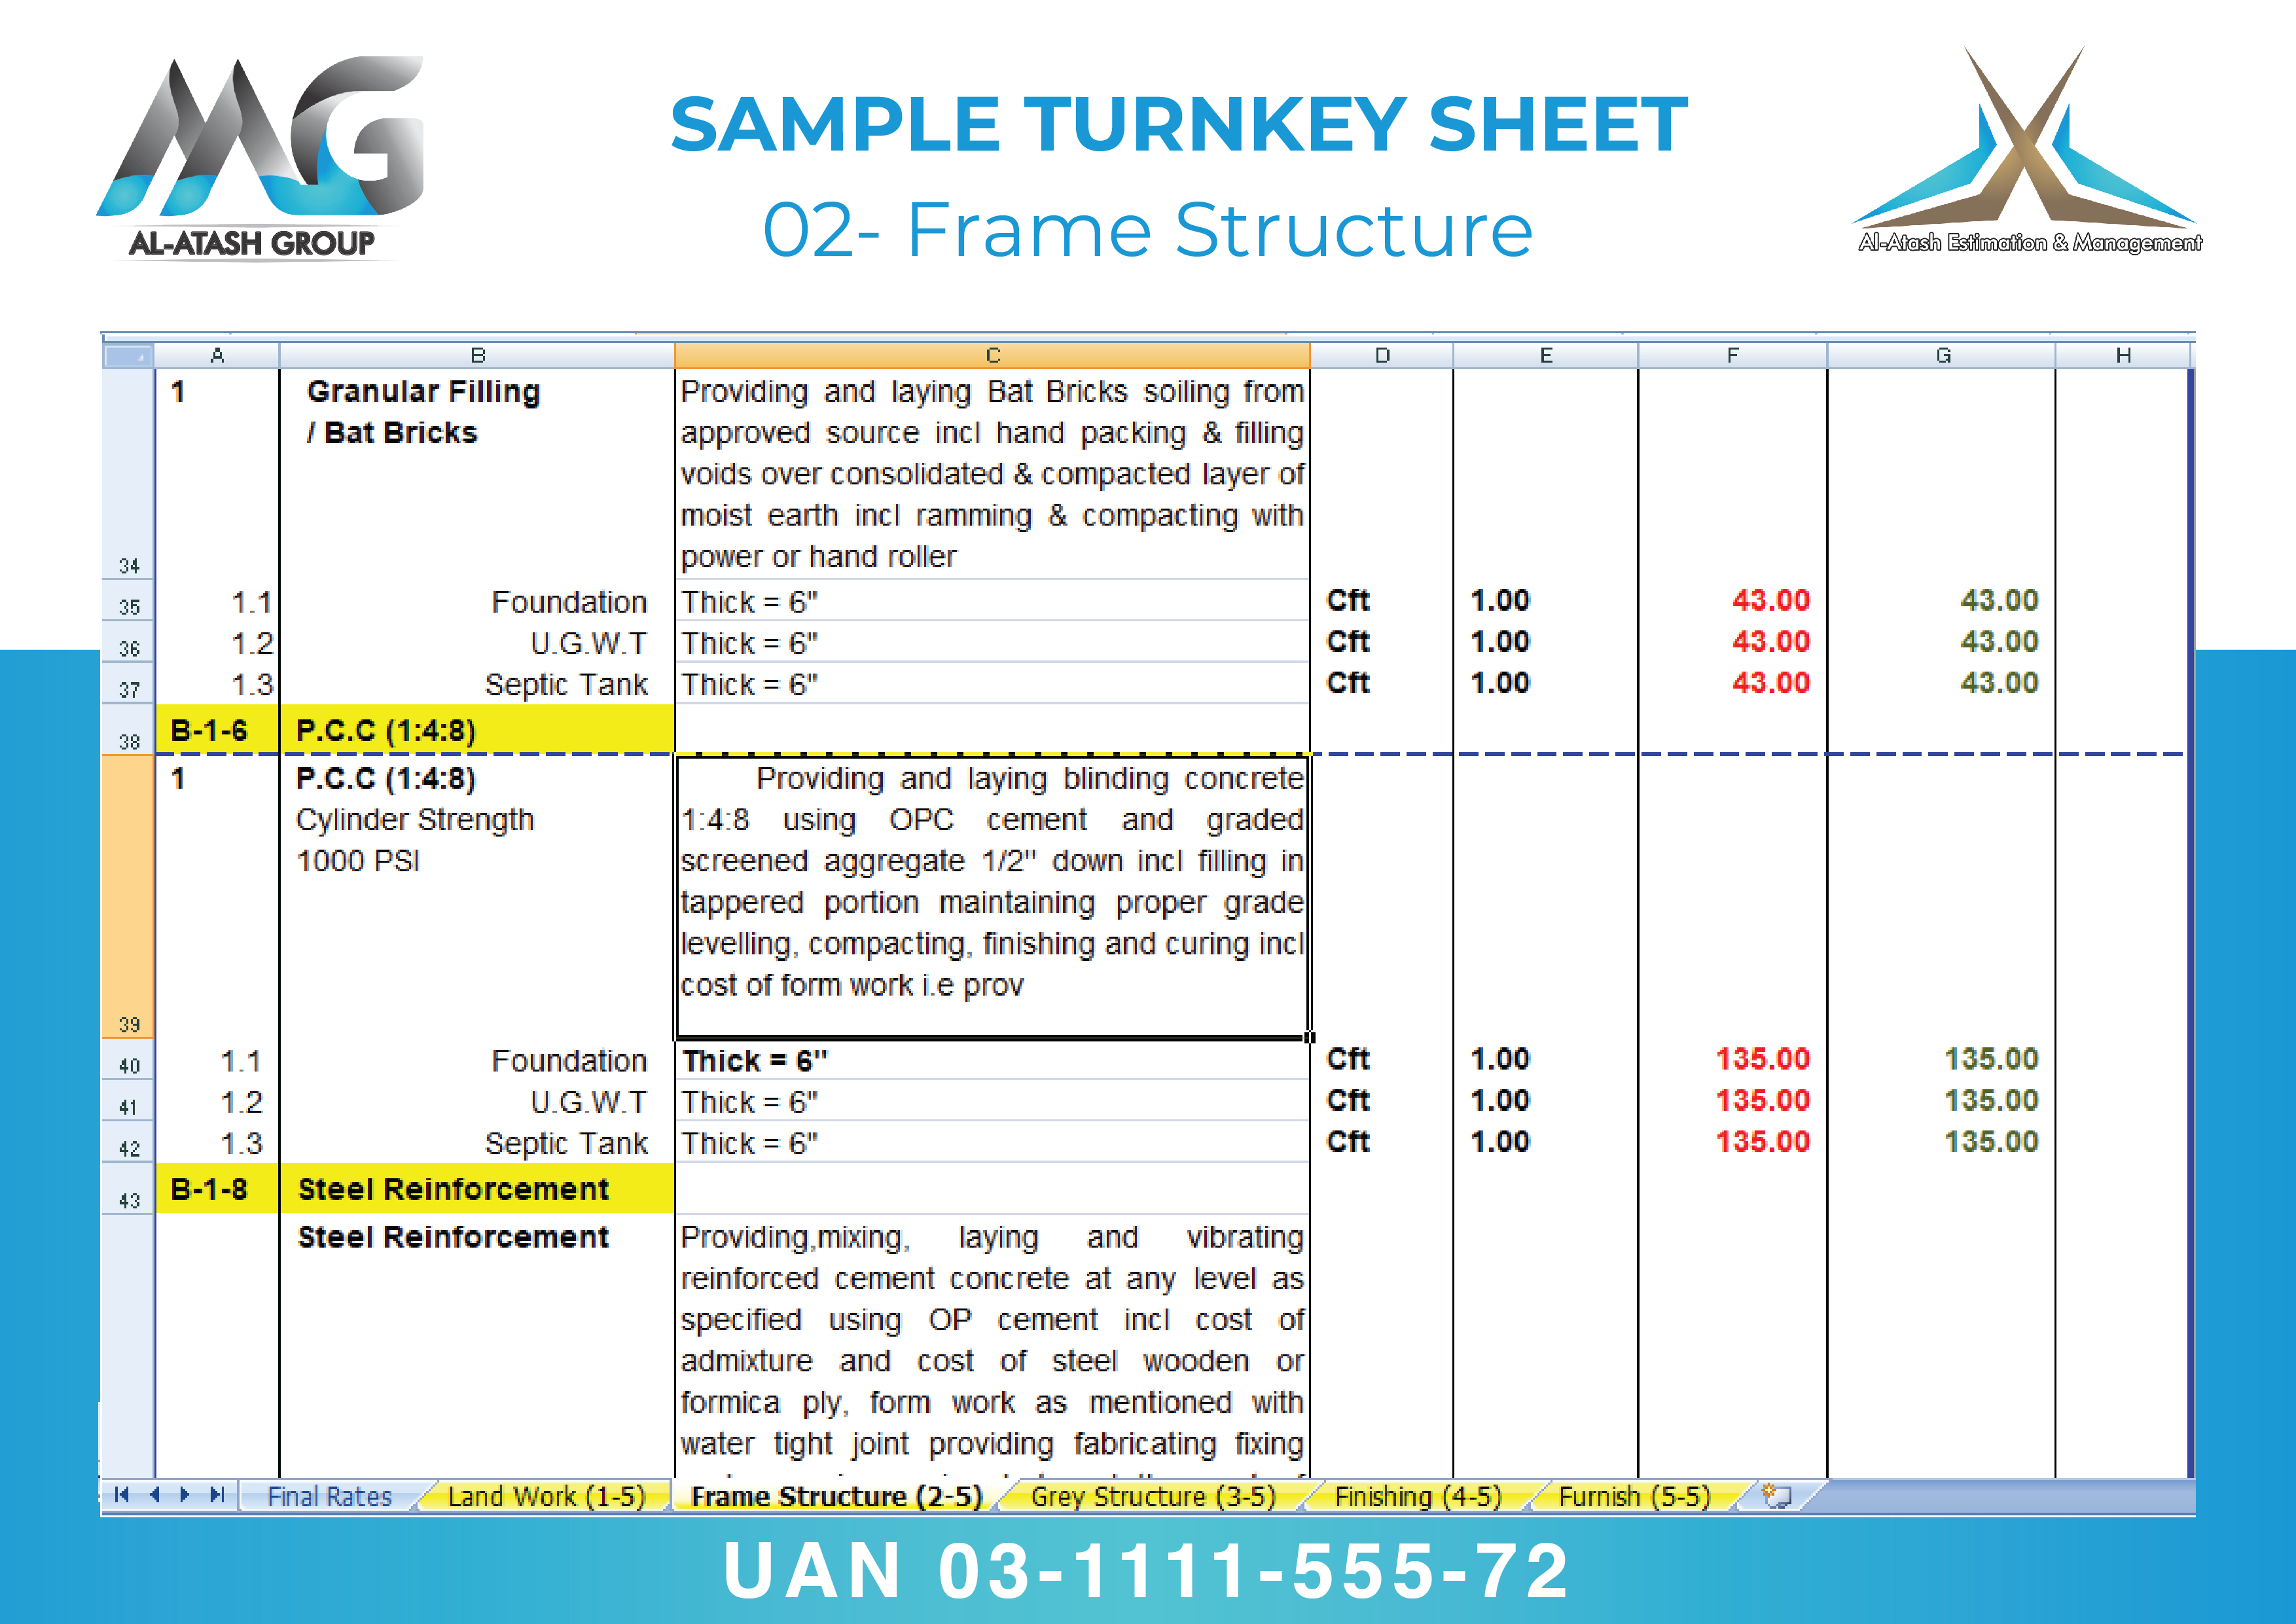 MG
AL-ATASH GROUP
SAMPLE TURNKEY SHEET
02- Frame Structure
Al-Atash Estimation & Management
A B C D E F G H
34 1 Granular Filling
/ Bat Bricks
Providing and laying Bat Bricks soiling from
approved source incl hand packing & filling
voids over consolidated & compacted layer of
moist earth incl ramming & compacting with
power or hand roller
35 1.1 Foundation Thick = 6" Cft 1.00 43.00 43.00
36 1.2 U.G.W.T Thick = 6" Cft 1.00 43.00 43.00
37 1.3 Septic Tank Thick = 6" Cft 1.00 43.00 43.00
38 B-1-6 P.C.C (1:4:8)
39 1 P.C.C (1:4:8)
Cylinder Strength
1000 PSI
Providing and laying blinding concrete
1:4:8 using OPC cement and graded
screened aggregate 1/2" down incl filling in
tappered portion maintaining proper grade
levelling, compacting, finishing and curing incl
cost of form work i.e prov
40 1.1 Foundation Thick = 6" Cft 1.00 135.00 135.00
41 1.2 U.G.W.T Thick = 6" Cft 1.00 135.00 135.00
42 1.3 Septic Tank Thick = 6" Cft 1.00 135.00 135.00
43 B-1-8 Steel Reinforcement
Steel Reinforcement
Providing,mixing, laying and vibrating
reinforced cement concrete at any level as
specified using OP cement incl cost of
admixture and cost of steel wooden or
formica ply, form work as mentioned with
water tight joint providing fabricating fixing
Final Rates Land Work (1-5) Frame Structure (2-5) Grey Structure (3-5) Finishing (4-5) Furnish (5-5)
UAN 03-1111-555-72